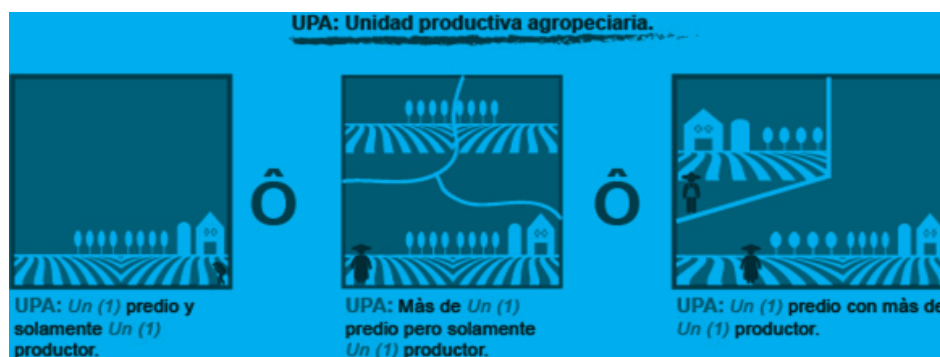 UPA: Unidad productiva agropeciaria.
Ô
Ô
UPA: Un (1) predio y
solamente Un (1)
productor.
UPA: Màs de Un (1)
predio pero solamente
Un (1) productor.
UPA: Un (1) predio con màs de
Un (1) productor.